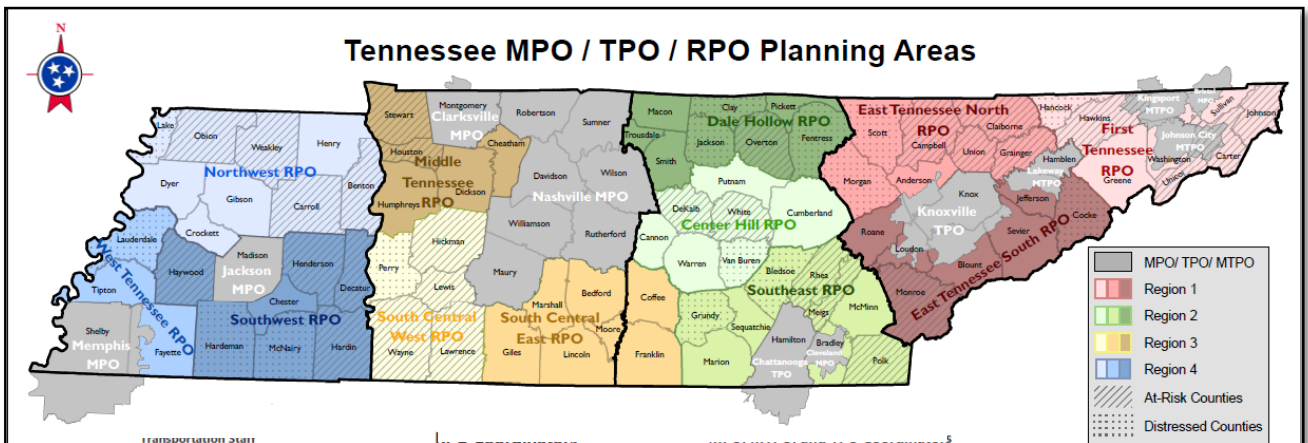 N
Tennessee MPO / TPO / RPO Planning Areas
Lake
Obion
Weakley
Henry
Northwest RPO
Dyer
Gibson
Carroll
Benton
Crockett
Lauderdale
Tipton
West Tennessee RPO
Fayette
Shelby
Memphis
MPO
Haywood
Madison
Jackson
MPO
Henderson
Decatur
Chester
Southwest RPO
Hardeman
McNairy
Hardin
Stewart
Montgomery
Clarksville
MPO
Robertson
Sumner
Houston
Cheatham
Middle
Tennessee
RPO
Dickson
Humphreys
Davidson
Wilson
Nashville MPO
Williamson
Rutherford
Maury
Hickman
Perry
Lewis
South Central
West RPO
Wayne
Lawrence
Marshall
Bedford
Moore
South Central
East RPO
Giles
Lincoln
Coffee
Franklin
Macon
Clay
Pickett
Dale Hollow RPO
Trousdale
Jackson
Overton
Fentress
Smith
Putnam
DeKalb
White
Cumberland
Center Hill RPO
Cannon
Warren
Van Buren
Bledsoe
Rhea
Southeast RPO
McMinn
Meigs
Grundy
Sequatchie
Hamilton
Bradley
Cleveland
MPO
Marion
Chattanooga
TPO
Polk
East Tennessee North
RPO
Scott
Campbell
Claiborne
Union
Grainger
Morgan
Anderson
Hancock
Hawkins
Kingsport
MTPO
Bristol
MPO
Sullivan
Johnson
First
Tennessee
RPO
Johnson City
MTPO
Washington
Carter
Unicoi
Greene
Hamblen
Lakeway
MTPO
Knox
Knoxville
TPO
Jefferson
Cocke
Sevier
Roane
Loudon
Blount
Monroe
East Tennessee South RPO
MPO/ TPO/ MTPO
Region 1
Region 2
Region 3
Region 4
At-Risk Counties
Distressed Counties
Transportation Staff